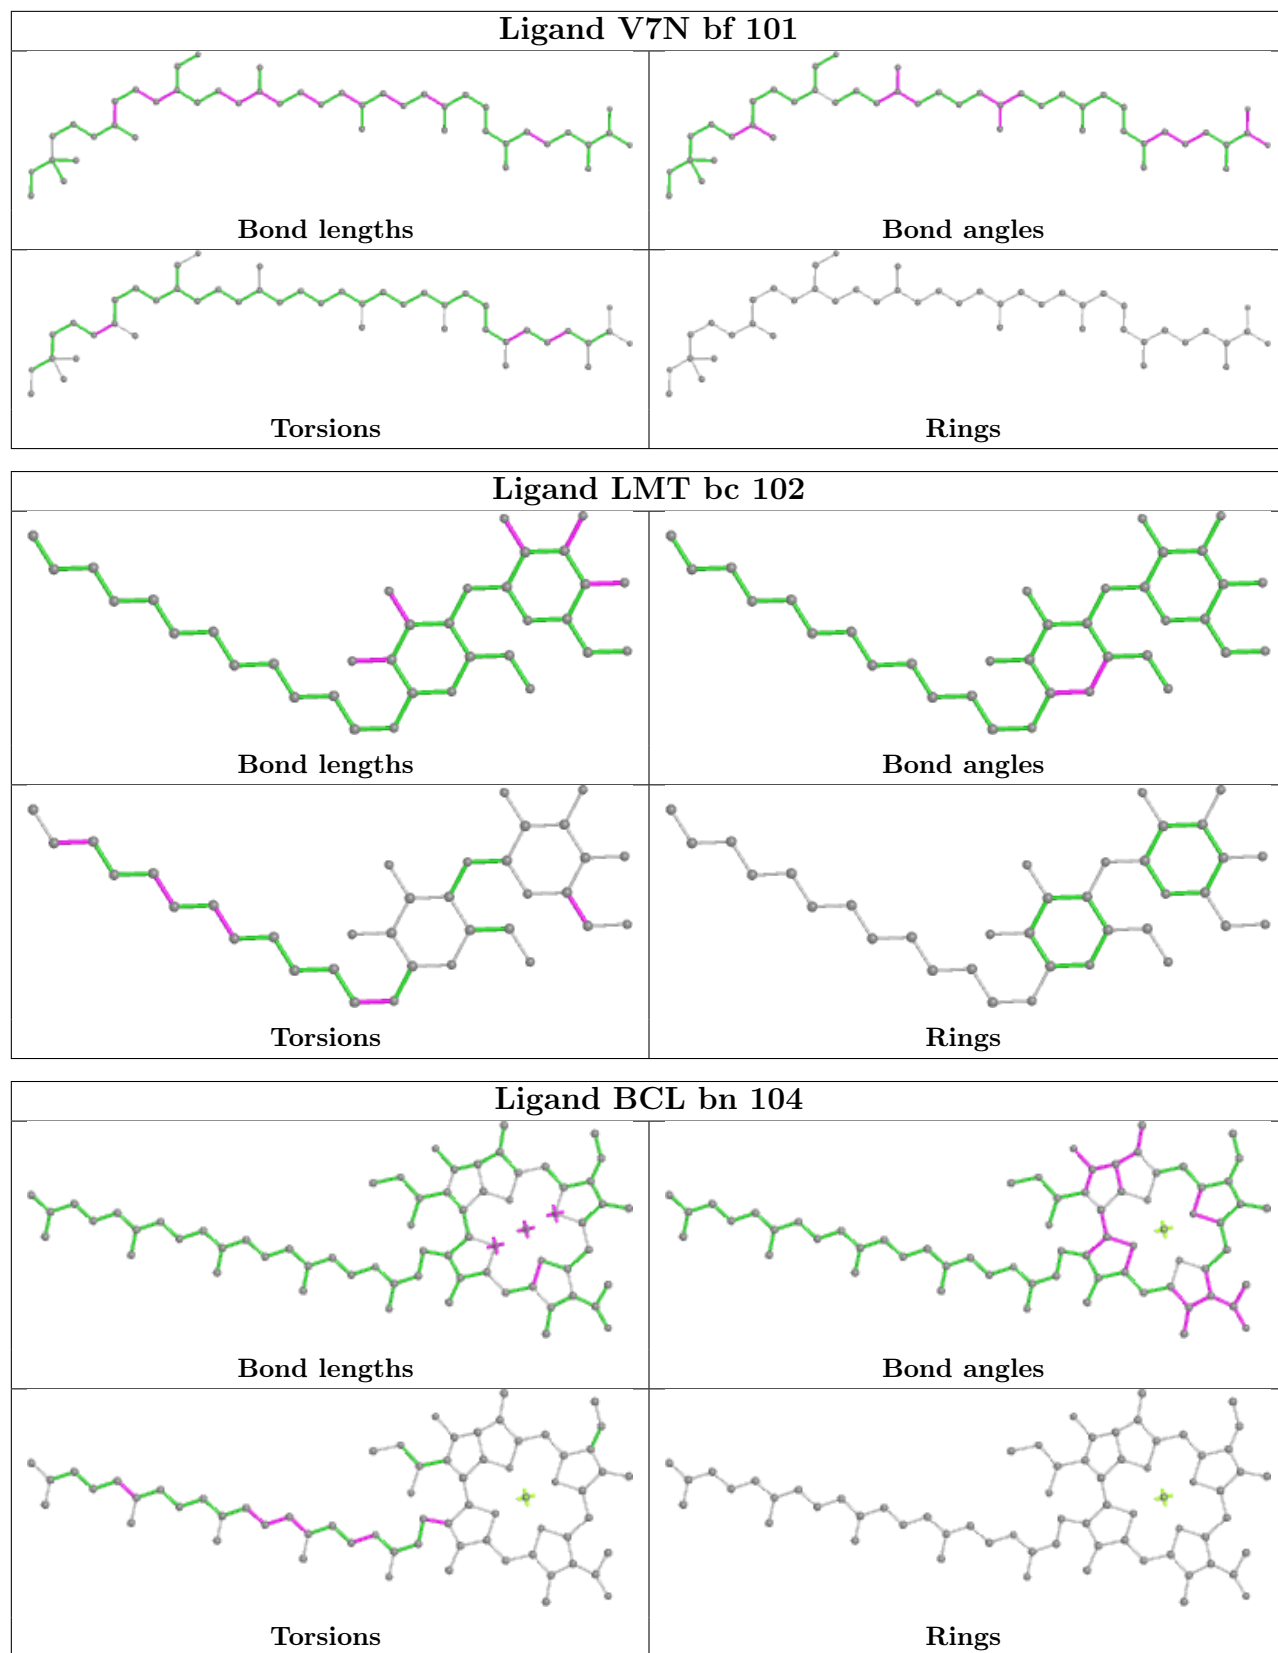 Ligand V7N bf 101
Bond lengths
Bond angles
Torsions
Rings
Ligand LMT bc 102
Bond lengths
Bond angles
Torsions
Rings
Ligand BCL bn 104
Bond lengths
Bond angles
Torsions
Rings